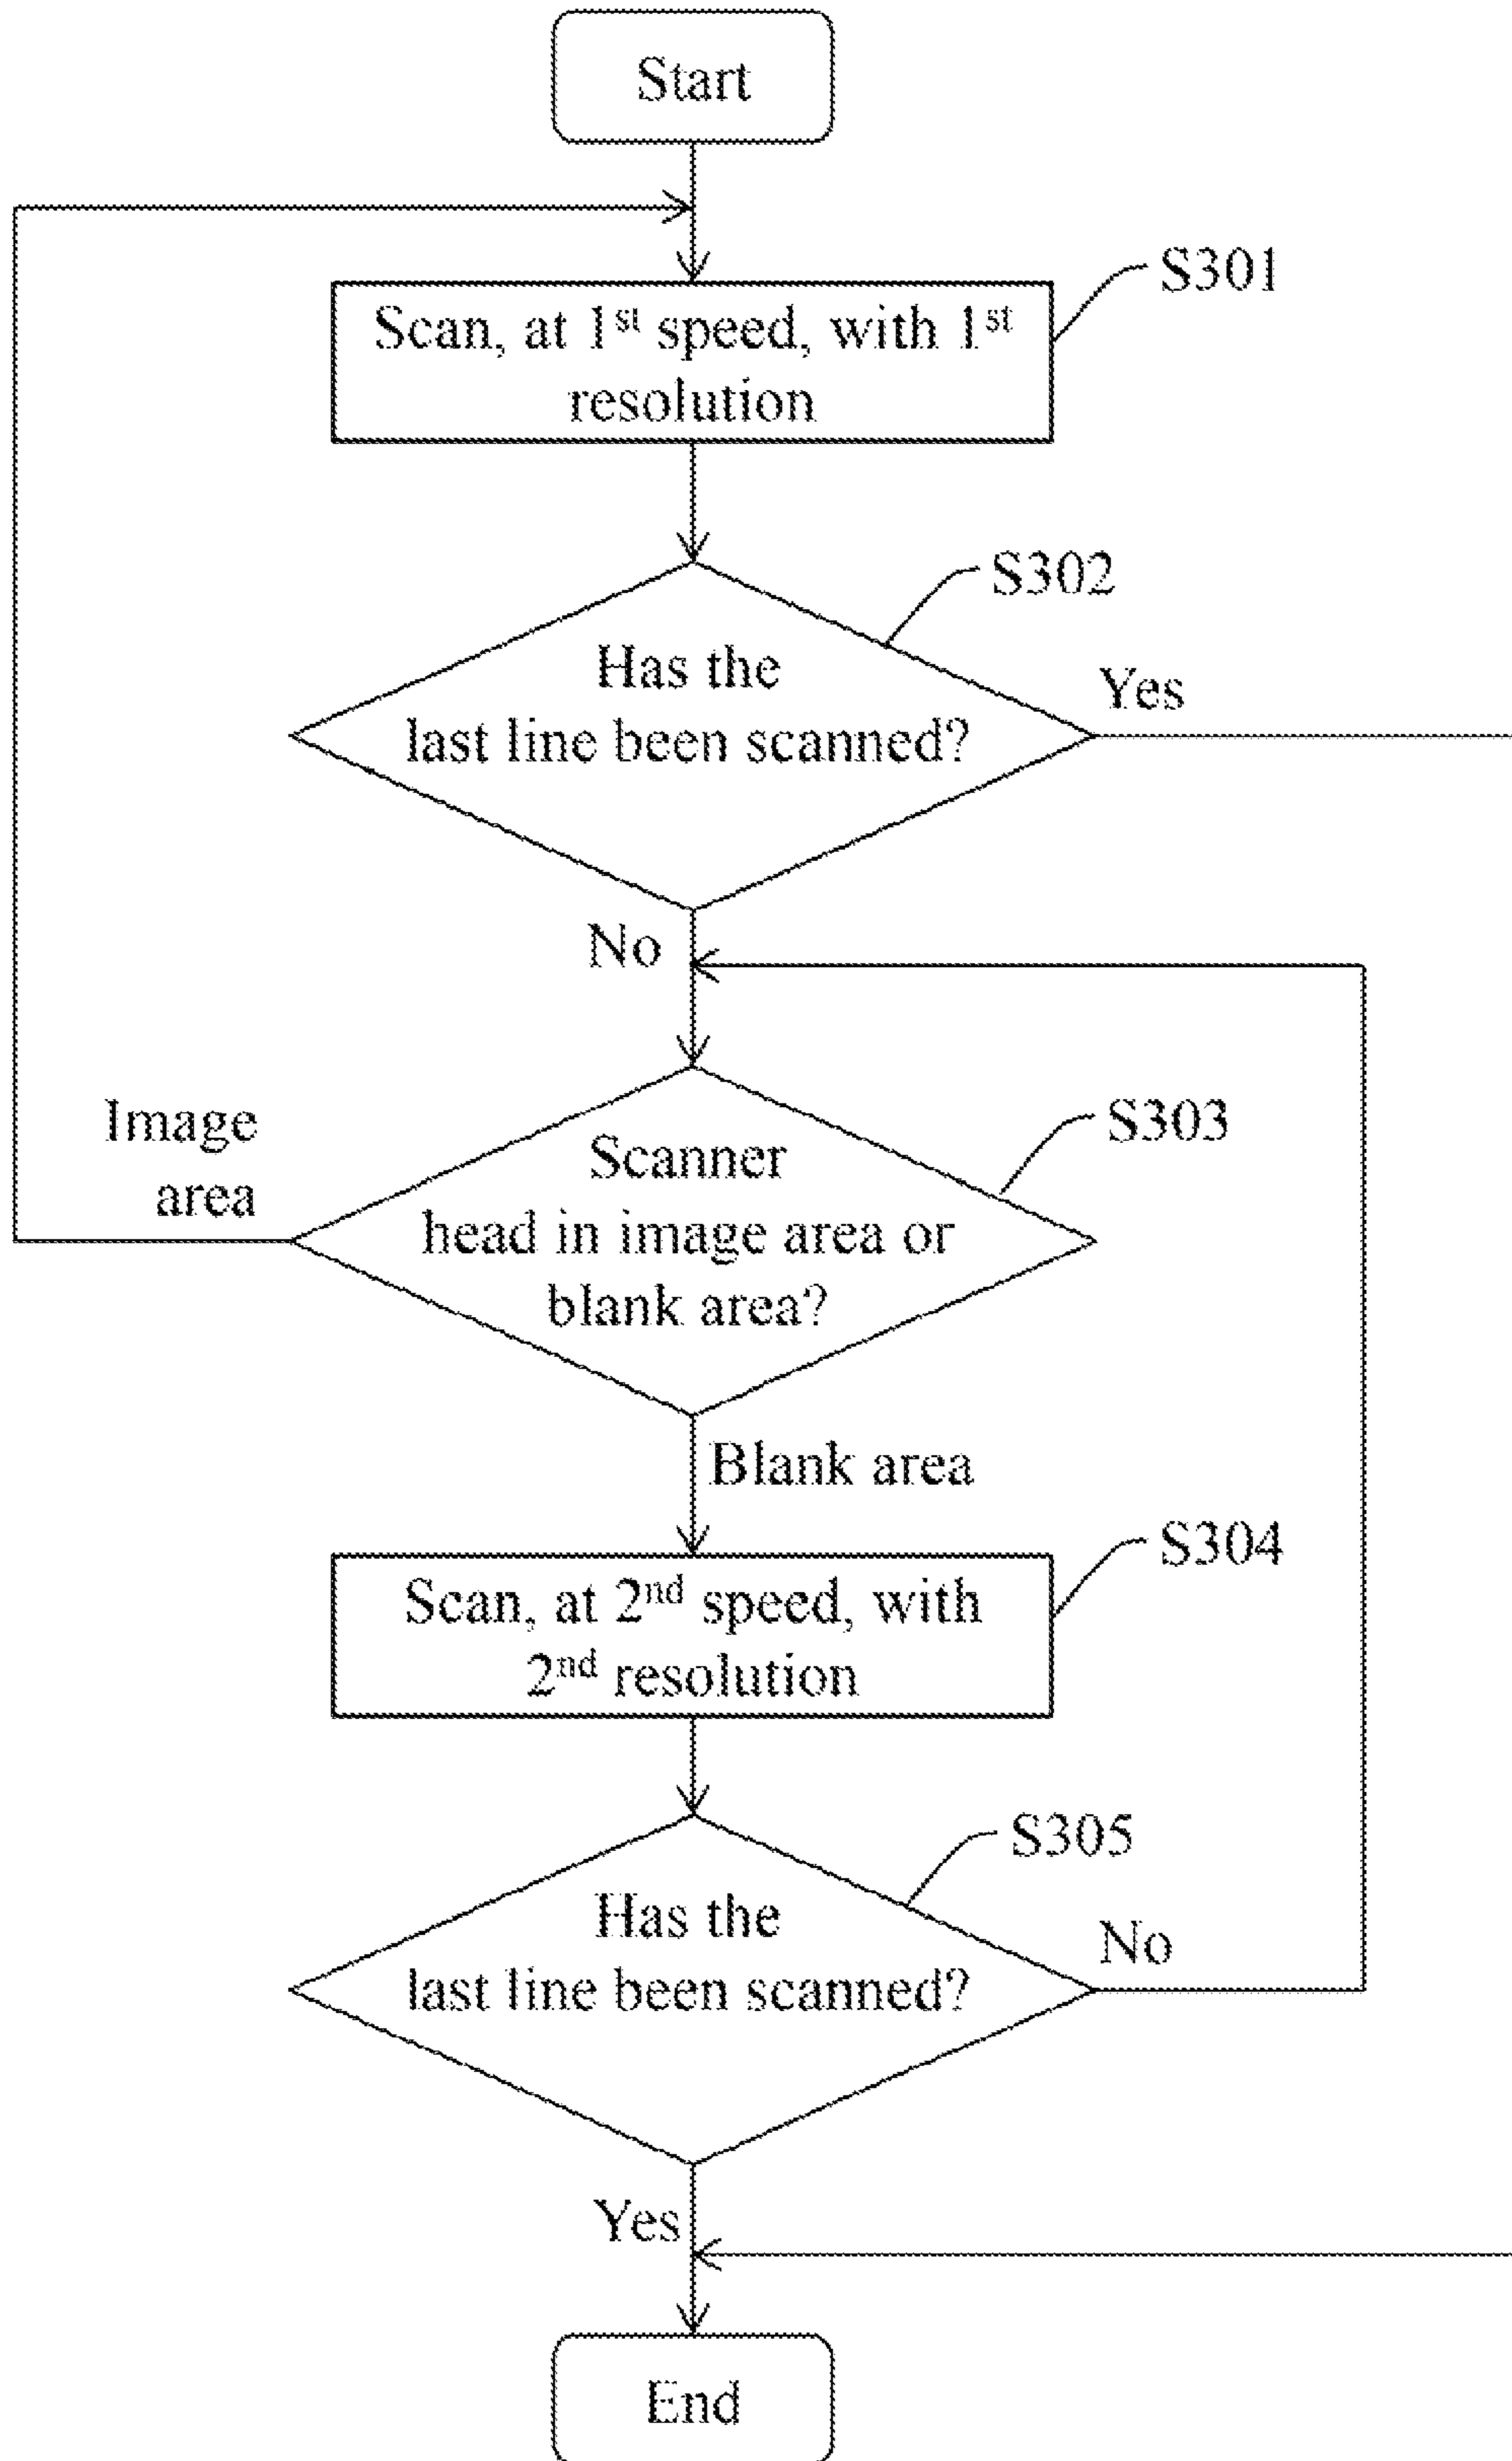 Start
S301
Scan, at 1st speed, with 1st
resolution
S302
Has the
last line been scanned?
Yes
No
Image
area
S303
Scanner
head in image area or
blank area?
Blank area
S304
Scan, at 2nd speed, with
2nd resolution
S305
Has the
last line been scanned?
No
Yes
End